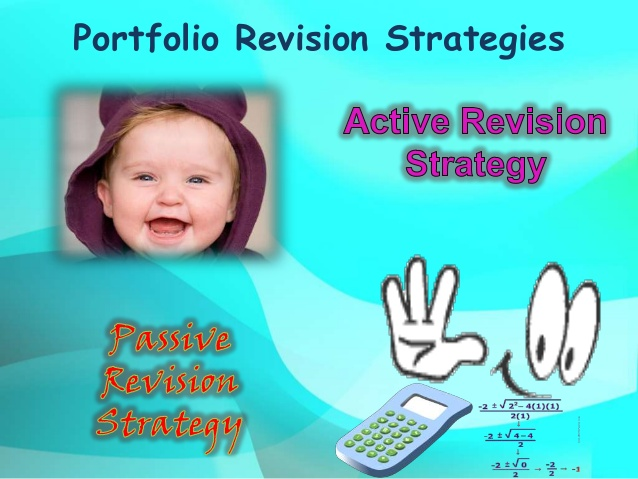 Portfolio Revision Strategies
Active Revision
Strategy
Passive
Revision
Strategy
-2 ± √ 2² – 4(1)(1)
2(1)
↓
-2 ± √ 4 – 4
2
↓
-2 ± √ 0 → -2 → -1
2 2